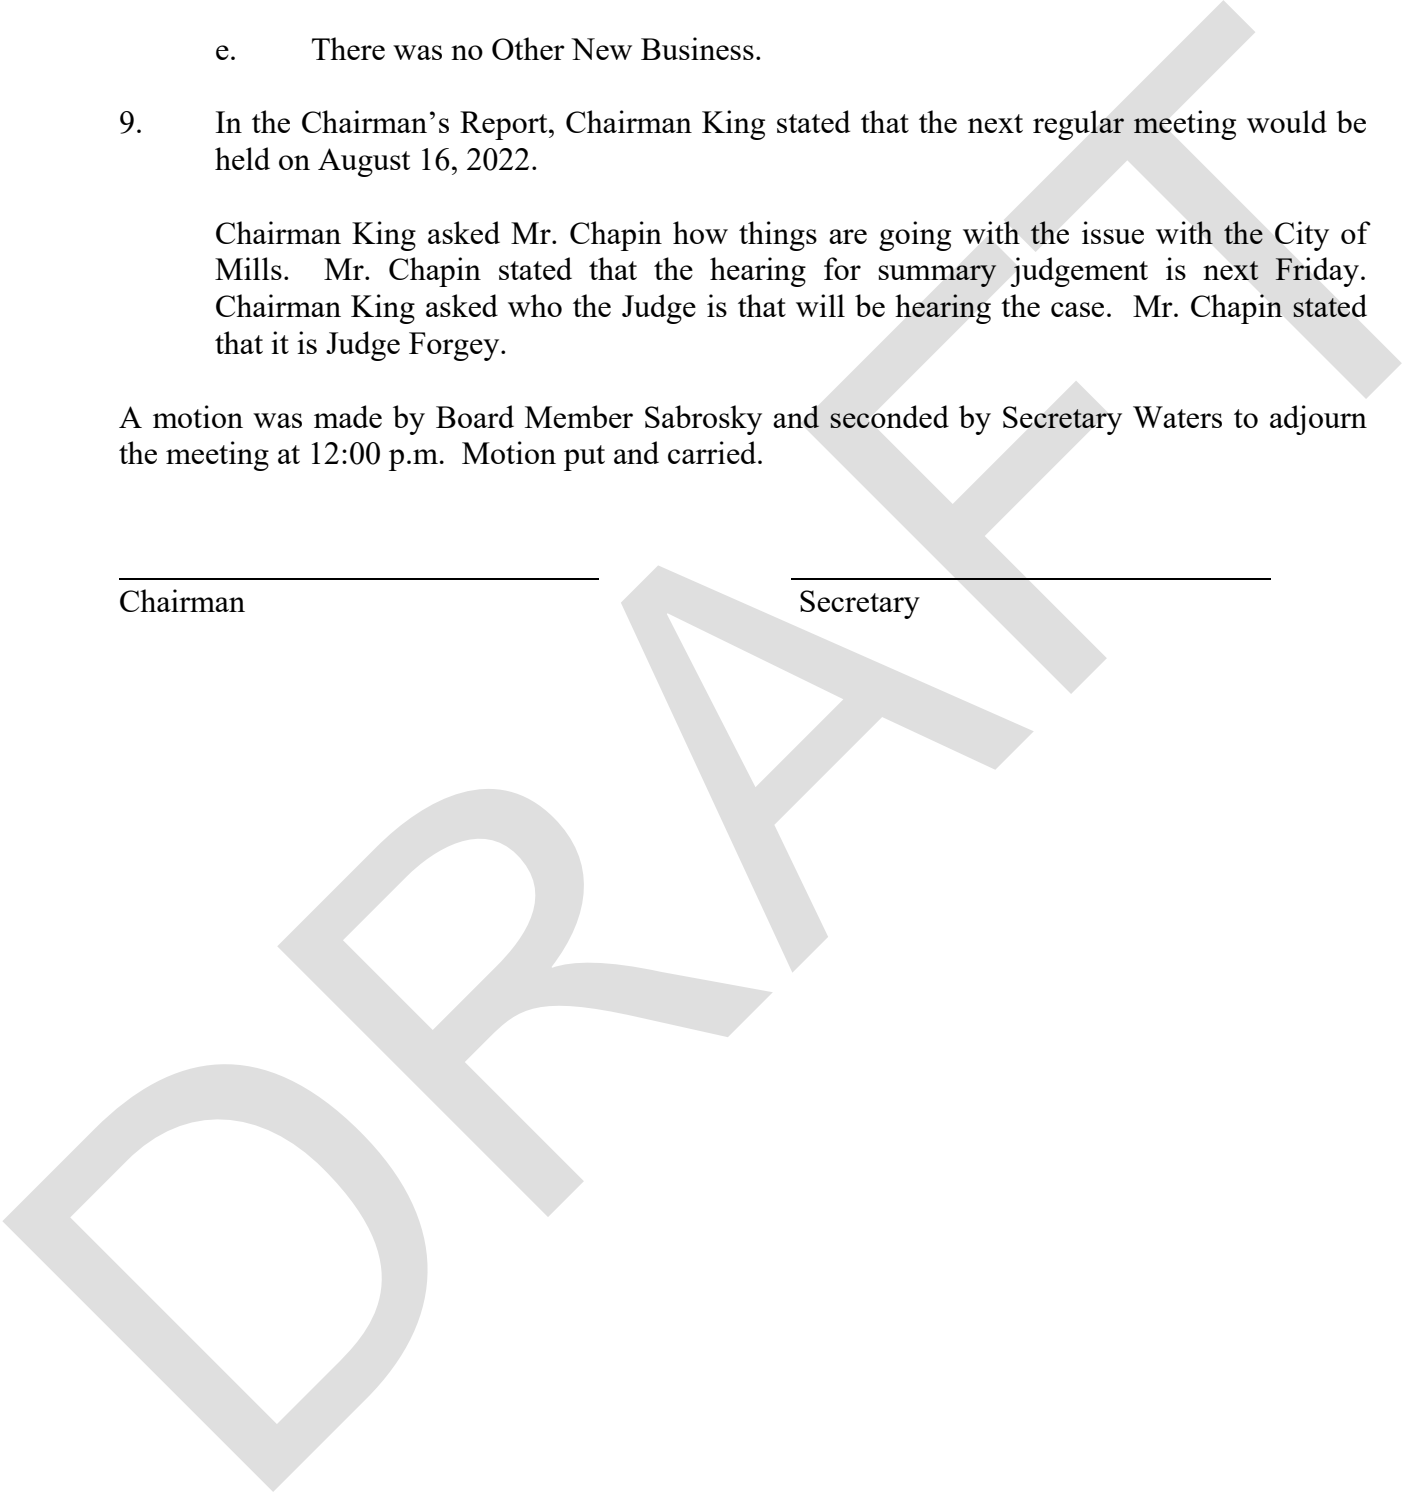 e. There was no Other New Business.
9. In the Chairman’s Report, Chairman King stated that the next regular meeting would be
held on August 16, 2022.
Chairman King asked Mr. Chapin how things are going with the issue with the City of
Mills. Mr. Chapin stated that the hearing for summary judgement is next Friday.
Chairman King asked who the Judge is that will be hearing the case. Mr. Chapin stated
that it is Judge Forgey.
A motion was made by Board Member Sabrosky and seconded by Secretary Waters to adjourn
the meeting at 12:00 p.m. Motion put and carried.
Chairman Secretary
DRAFT